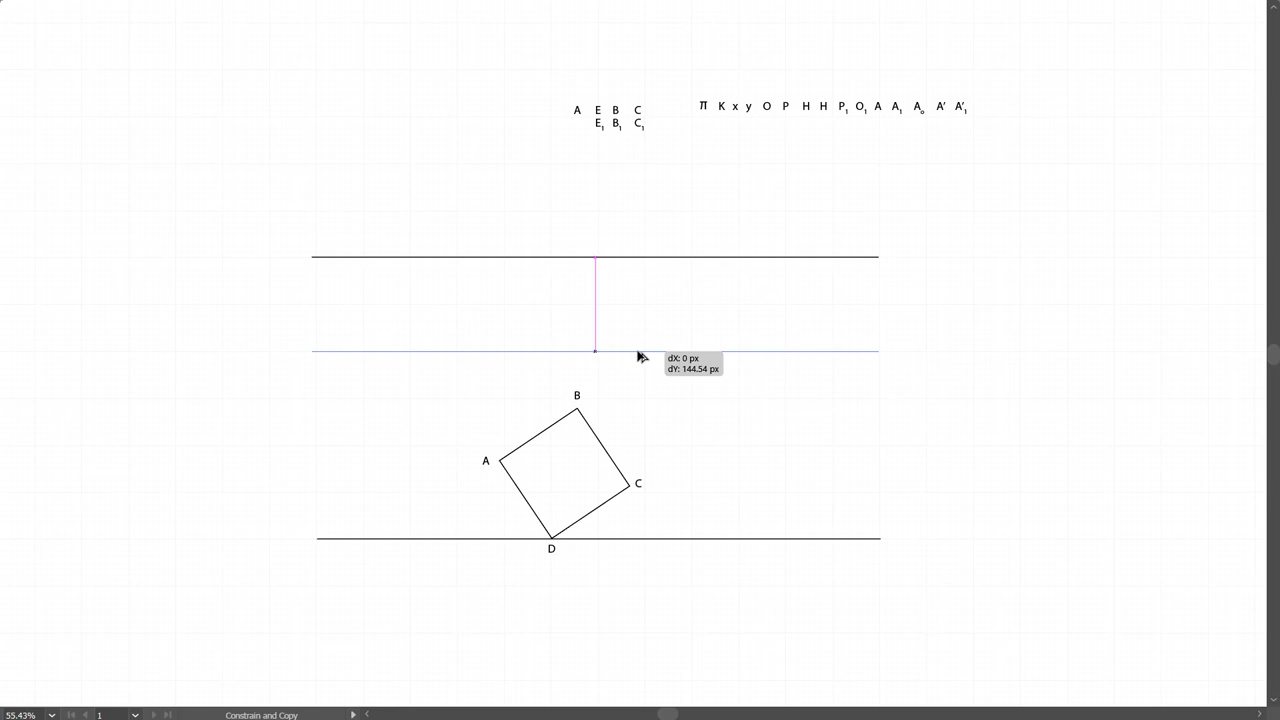 π K x y O P H H P₁ O₁ A A₁ Aₒ A′ A′₁
A E B C
E₁ B₁ C₁
dX: 0 px
dY: 144.54 px
B
A
C
D
55.43% 1 Constrain and Copy